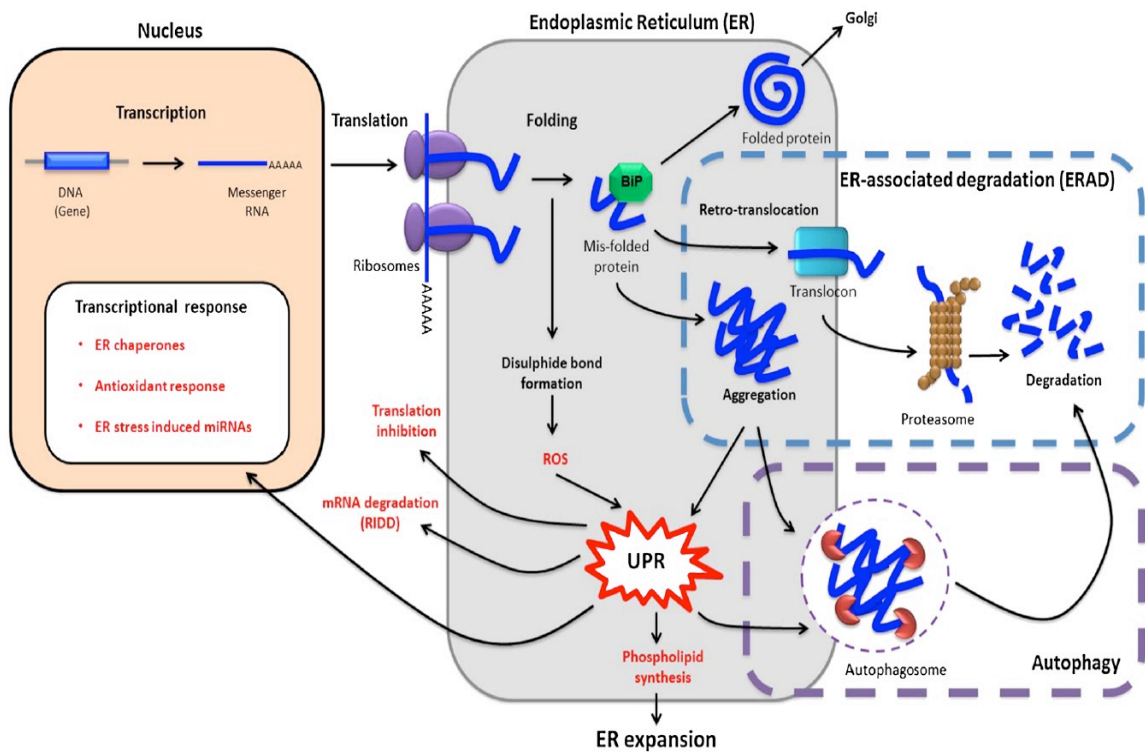 Nucleus
Transcription
DNA
(Gene)
AAAAA
Messenger
RNA
Transcriptional response
• ER chaperones
• Antioxidant response
• ER stress induced miRNAs
Translation
Ribosomes
AAAAA
Endoplasmic Reticulum (ER)
Folding
BiP
Mis-folded
protein
Folded protein
Golgi
ER-associated degradation (ERAD)
Retro-translocation
Translocon
Aggregation
Proteasome
Degradation
Disulphide bond
formation
ROS
Translation
inhibition
mRNA degradation
(RIDD)
UPR
Phospholipid
synthesis
ER expansion
Autophagosome
Autophagy